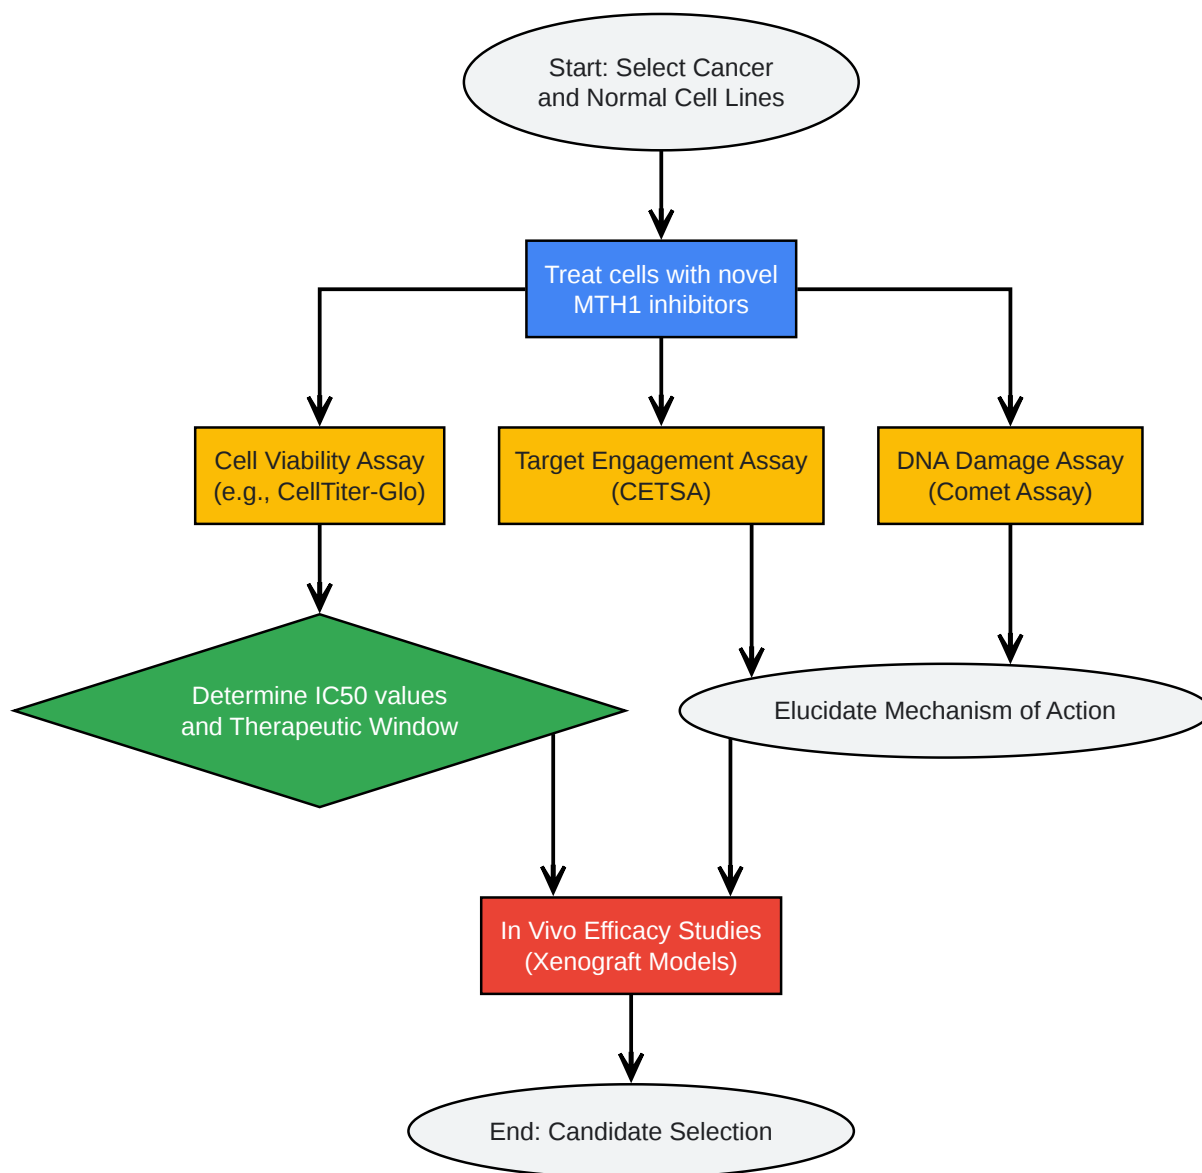 Start: Select Cancer
and Normal Cell Lines
Treat cells with novel
MTH1 inhibitors
Cell Viability Assay
(e.g., CellTiter-Glo)
Target Engagement Assay
(CETSA)
DNA Damage Assay
(Comet Assay)
Determine IC50 values
and Therapeutic Window
Elucidate Mechanism of Action
In Vivo Efficacy Studies
(Xenograft Models)
End: Candidate Selection